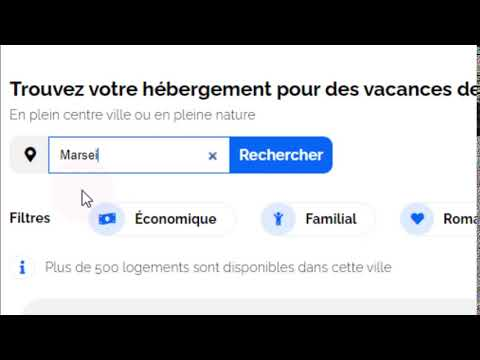 Trouvez votre hébergement pour des vacances de
En plein centre ville ou en pleine nature
Marsei × Rechercher
Filtres Économique Familial Roma
Plus de 500 logements sont disponibles dans cette ville